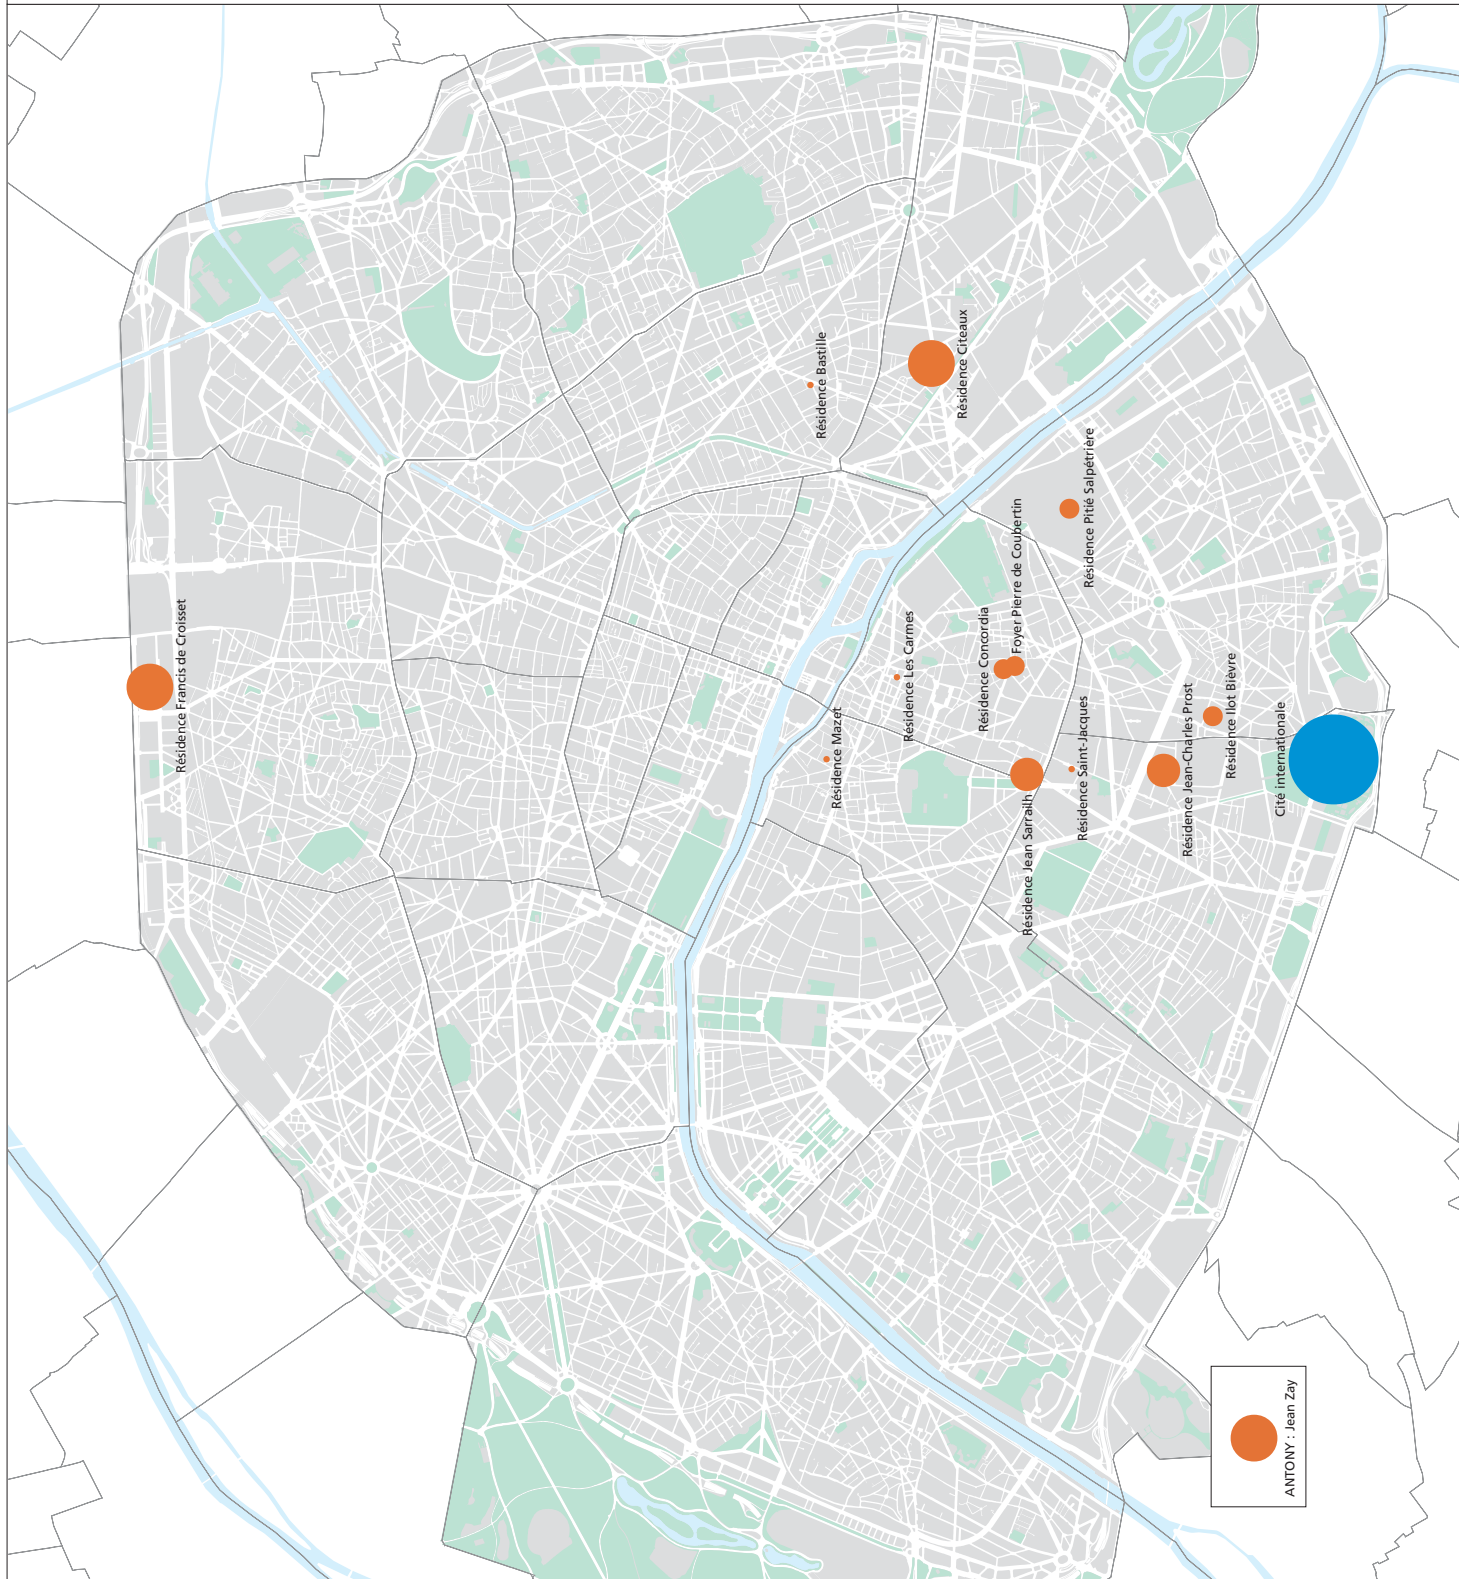 Résidence Francis de Croisset
Résidence Bastille
Résidence Citeaux
Résidence Pitié Salpétrière
Foyer Pierre de Coubertin
Résidence Concordia
Résidence Les Carmes
Résidence Mazet
Résidence Saint-Jacques
Résidence Jean Sarrailh
Résidence Jean-Charles Prost
Résidence Ilot Bièvre
Cité internationale
ANTONY : Jean Zay